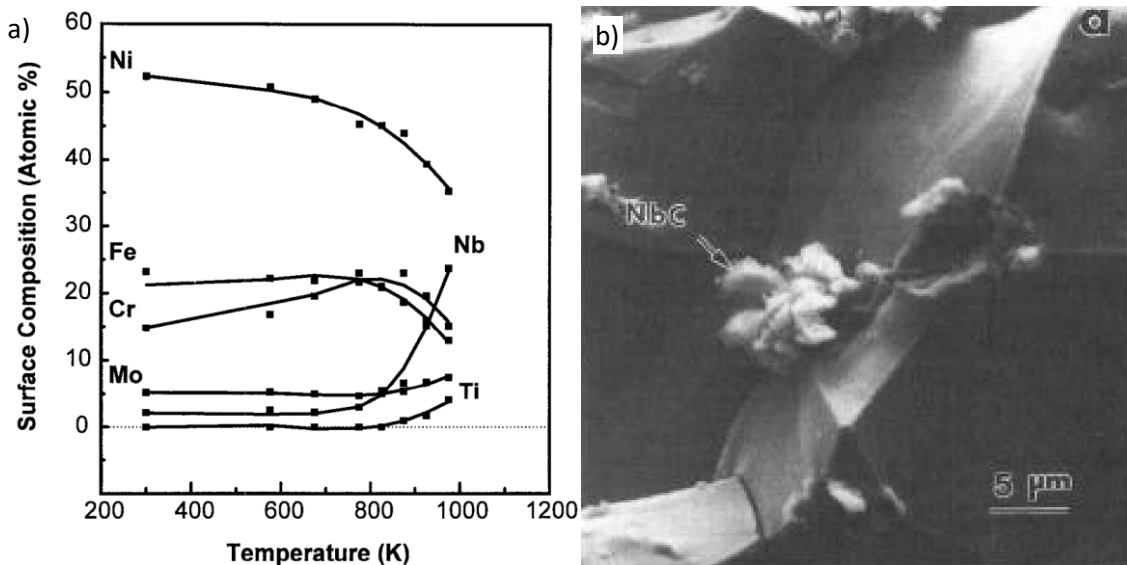 a)
60
50
40
30
20
10
0
Surface Composition (Atomic %)
Ni
Fe
Cr
Mo
Nb
Ti
200 400 600 800 1000 1200
Temperature (K)
b)
a
NbC
5 µm